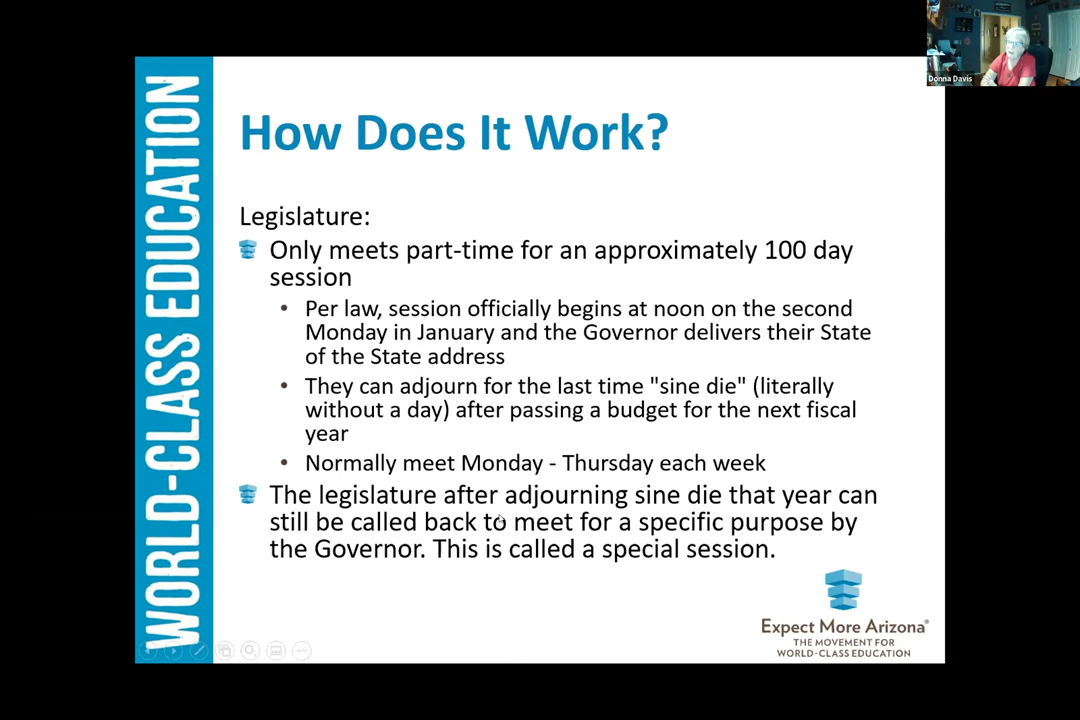 Donna Davis
WORLD-CLASS EDUCATION
How Does It Work?
Legislature:
Only meets part-time for an approximately 100 day
session
• Per law, session officially begins at noon on the second
Monday in January and the Governor delivers their State
of the State address
• They can adjourn for the last time "sine die" (literally
without a day) after passing a budget for the next fiscal
year
• Normally meet Monday - Thursday each week
The legislature after adjourning sine die that year can
still be called back to meet for a specific purpose by
the Governor. This is called a special session.
Expect More Arizona®
THE MOVEMENT FOR
WORLD-CLASS EDUCATION